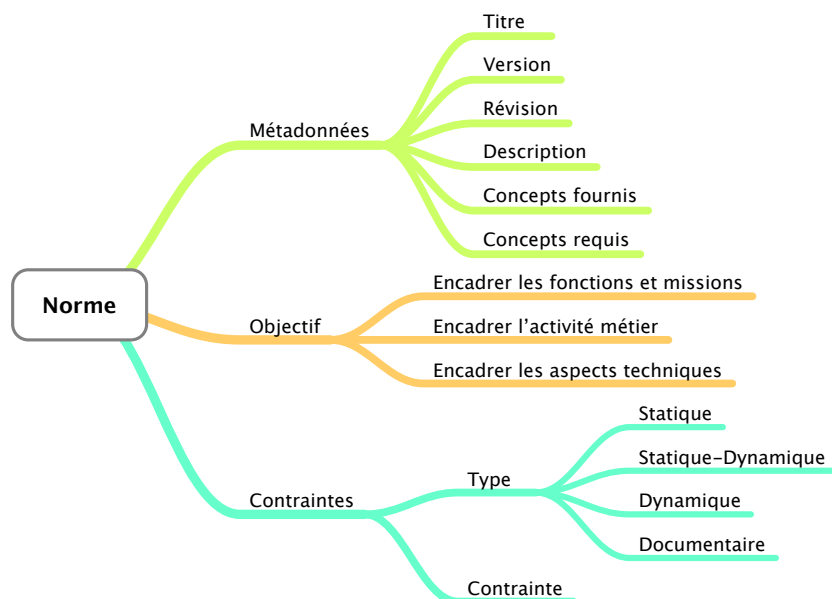 Titre
Version
Révision
Métadonnées
Description
Concepts fournis
Concepts requis
Norme
Encadrer les fonctions et missions
Objectif
Encadrer l’activité métier
Encadrer les aspects techniques
Statique
Statique-Dynamique
Type
Contraintes
Dynamique
Documentaire
Contrainte